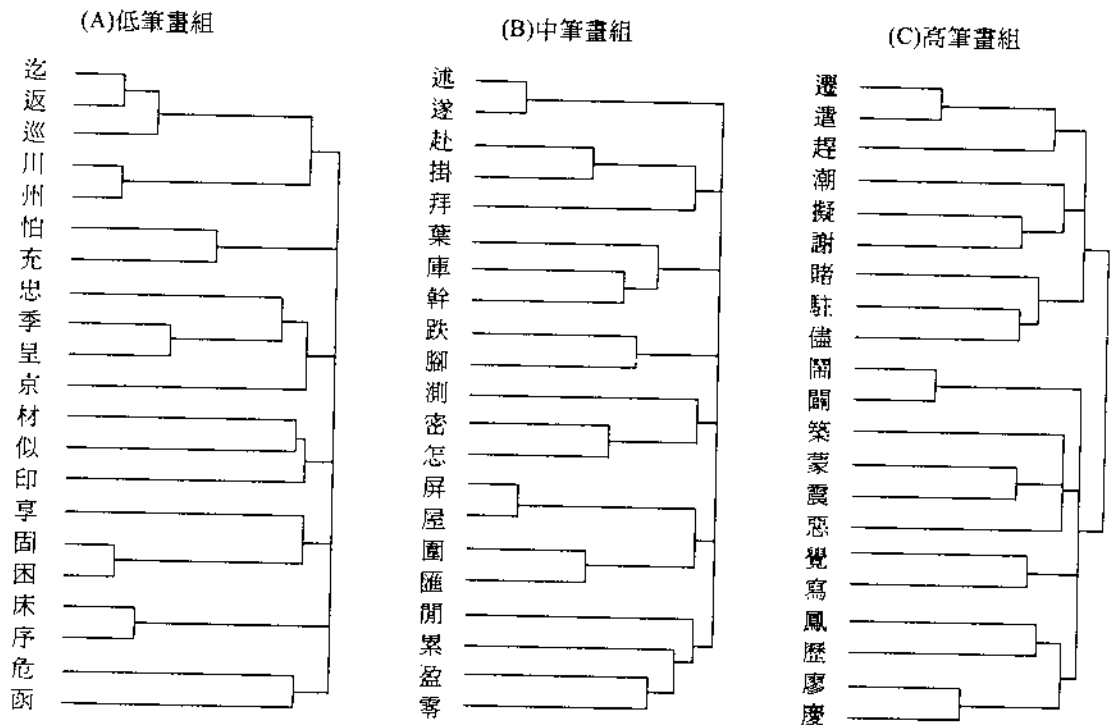 (A)低筆畫組
迄
返
巡
川
州
怕
充
忠
季
呈
京
材
似
印
享
固
困
床
序
危
函
(B)中筆畫組
述
遂
赴
掛
拜
葉
庫
幹
跌
腳
測
密
怎
屏
屋
圍
匯
閒
累
盈
零
(C)高筆畫組
遷
遣
趕
潮
擬
謝
賭
駐
儘
鬧
闢
築
蒙
震
惡
覺
寫
鳳
歷
廖
慶